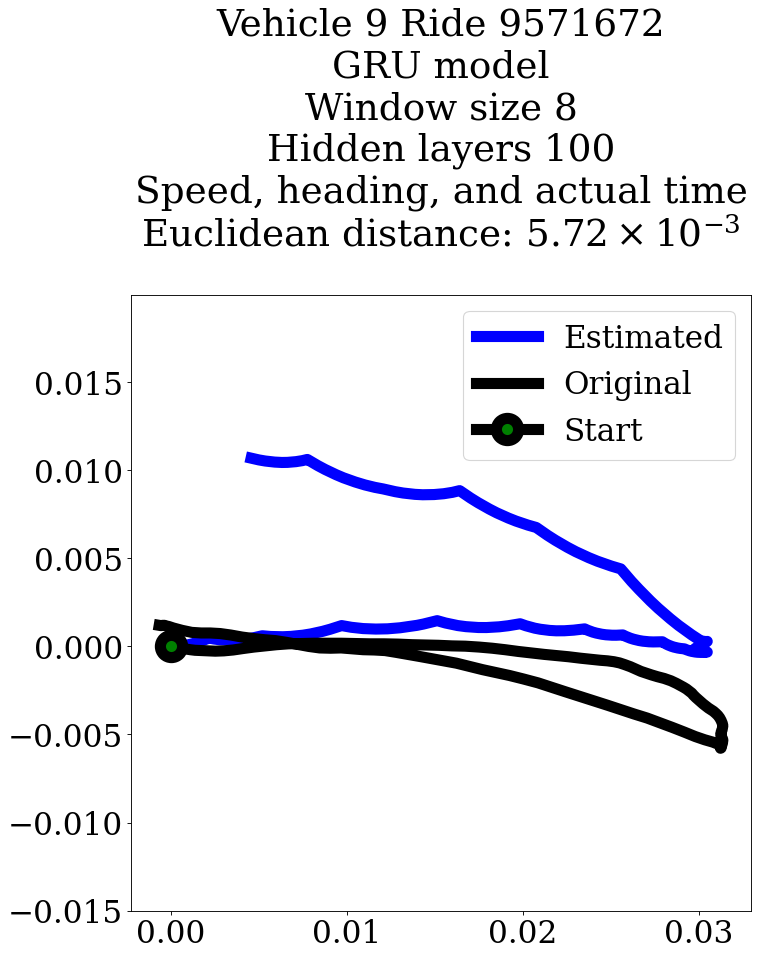 Vehicle 9 Ride 9571672
GRU model
Window size 8
Hidden layers 100
Speed, heading, and actual time
Euclidean distance: 5.72 × 10⁻³
Estimated
Original
Start
0.015
0.010
0.005
0.000
−0.005
−0.010
−0.015
0.00 0.01 0.02 0.03